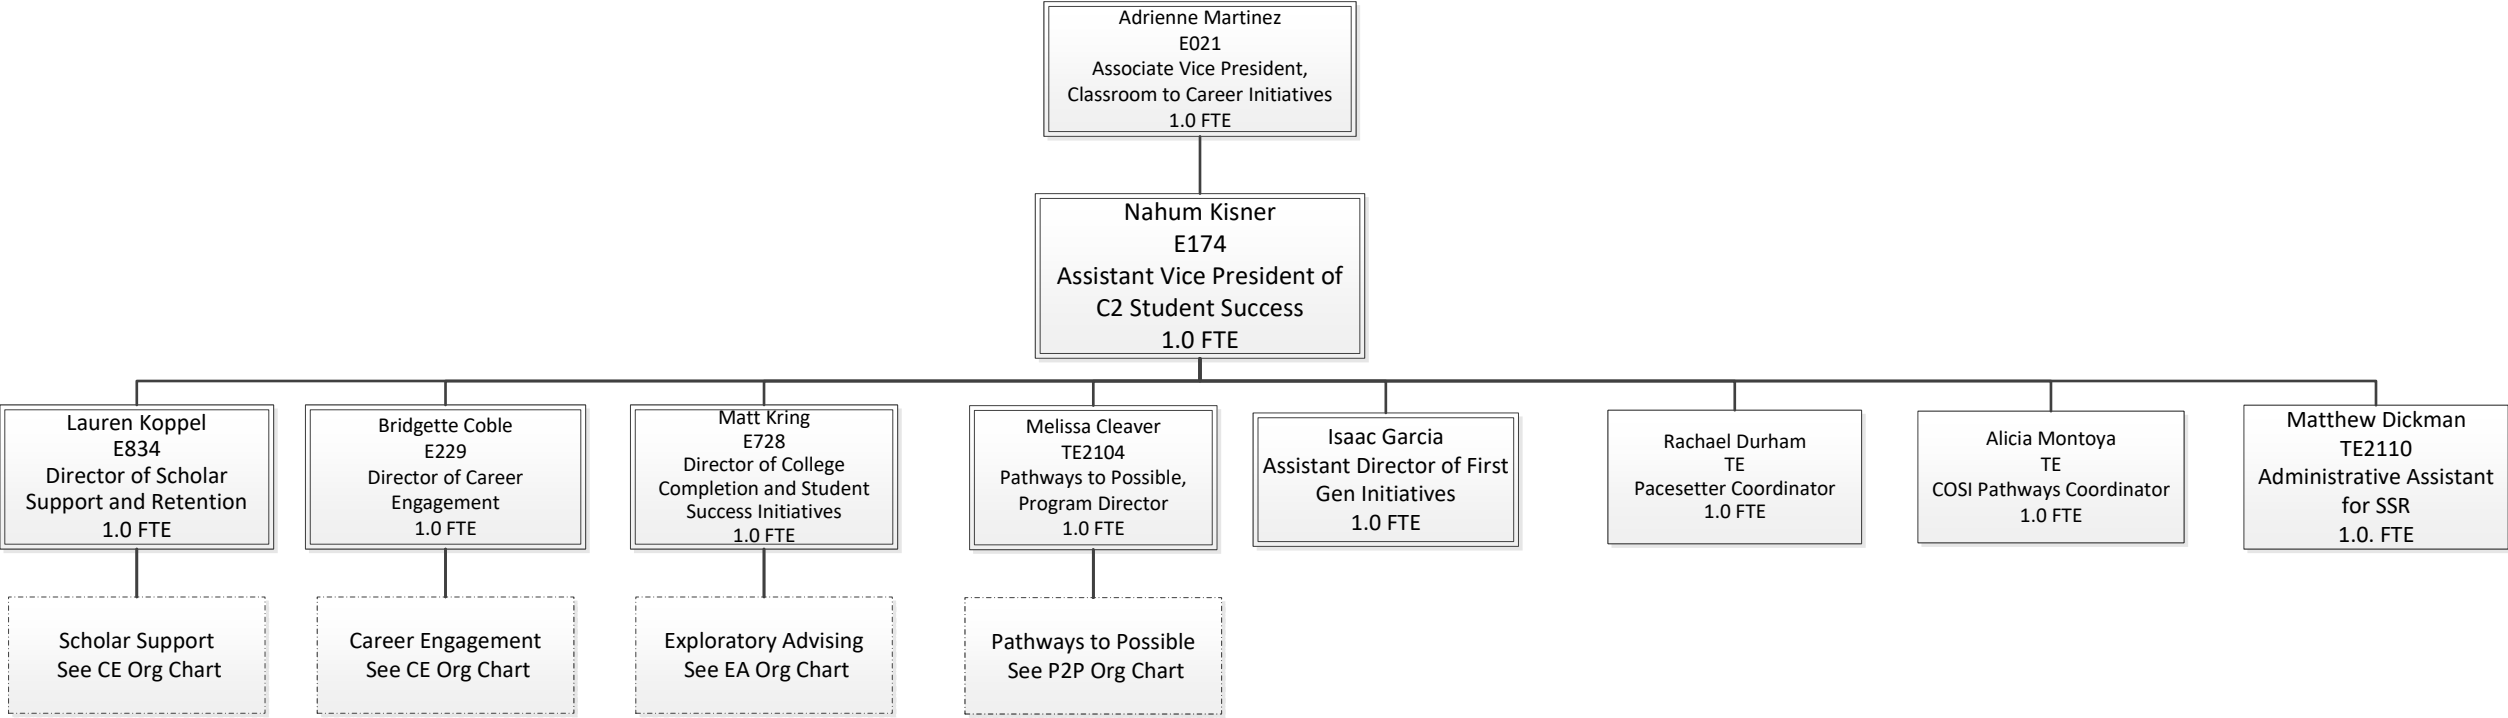 Adrienne Martinez
E021
Associate Vice President,
Classroom to Career Initiatives
1.0 FTE
Nahum Kisner
E174
Assistant Vice President of
C2 Student Success
1.0 FTE
Lauren Koppel
E834
Director of Scholar
Support and Retention
1.0 FTE
Bridgette Coble
E229
Director of Career
Engagement
1.0 FTE
Matt Kring
E728
Director of College
Completion and Student
Success Initiatives
1.0 FTE
Melissa Cleaver
TE2104
Pathways to Possible,
Program Director
1.0 FTE
Isaac Garcia
Assistant Director of First
Gen Initiatives
1.0 FTE
Rachael Durham
TE
Pacesetter Coordinator
1.0 FTE
Alicia Montoya
TE
COSI Pathways Coordinator
1.0 FTE
Matthew Dickman
TE2110
Administrative Assistant
for SSR
1.0. FTE
Scholar Support
See CE Org Chart
Career Engagement
See CE Org Chart
Exploratory Advising
See EA Org Chart
Pathways to Possible
See P2P Org Chart